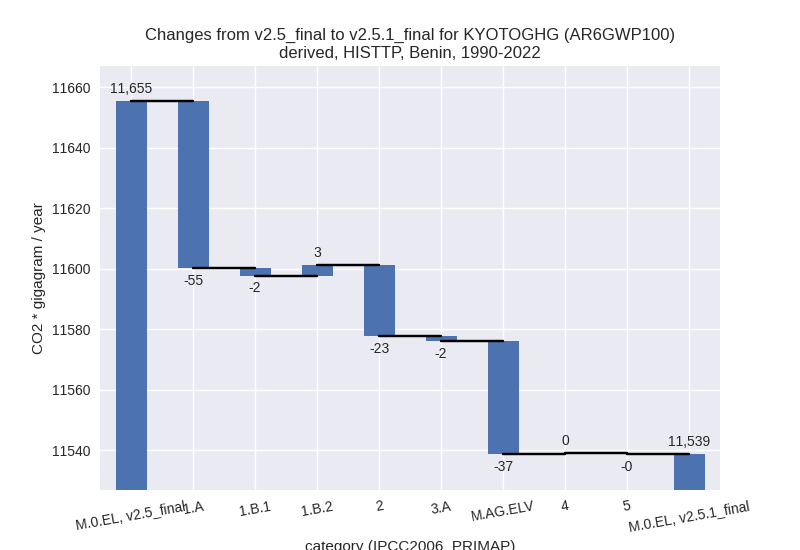 Changes from v2.5_final to v2.5.1_final for KYOTOGHG (AR6GWP100)
derived, HISTTP, Benin, 1990-2022
CO2 * gigagram / year
11660
11640
11620
11600
11580
11560
11540
11,655
-55
-2
3
-23
-2
-37
0
-0
11,539
M.0.EL, v2.5_final
1.A
1.B.1
1.B.2
2
3.A
M.AG.ELV
4
5
M.0.EL, v2.5.1_final
category (IPCC2006_PRIMAP)